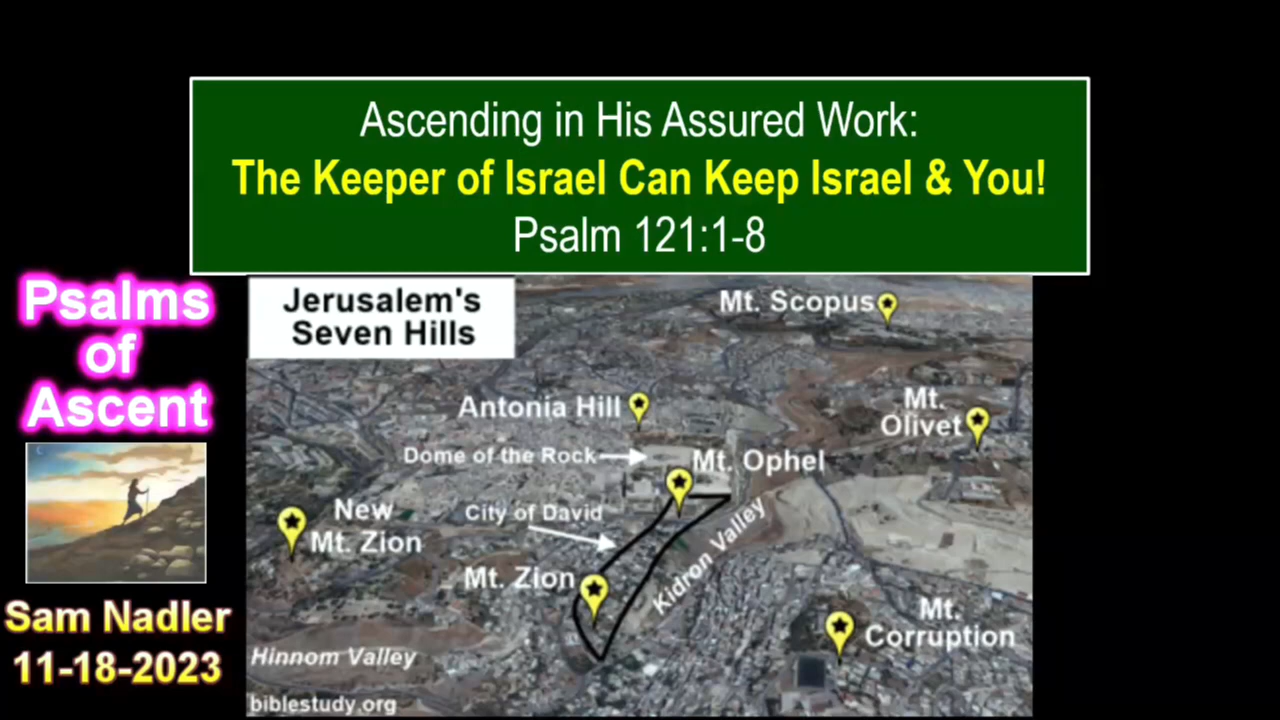 Ascending in His Assured Work:
The Keeper of Israel Can Keep Israel & You!
Psalm 121:1-8
Psalms
of
Ascent
Sam Nadler
11-18-2023
Jerusalem's
Seven Hills
Mt. Scopus
Antonia Hill
Mt.
Olivet
Dome of the Rock
Mt. Ophel
New
Mt. Zion
City of David
Kidron Valley
Mt. Zion
Mt.
Corruption
Hinnom Valley
biblestudy.org